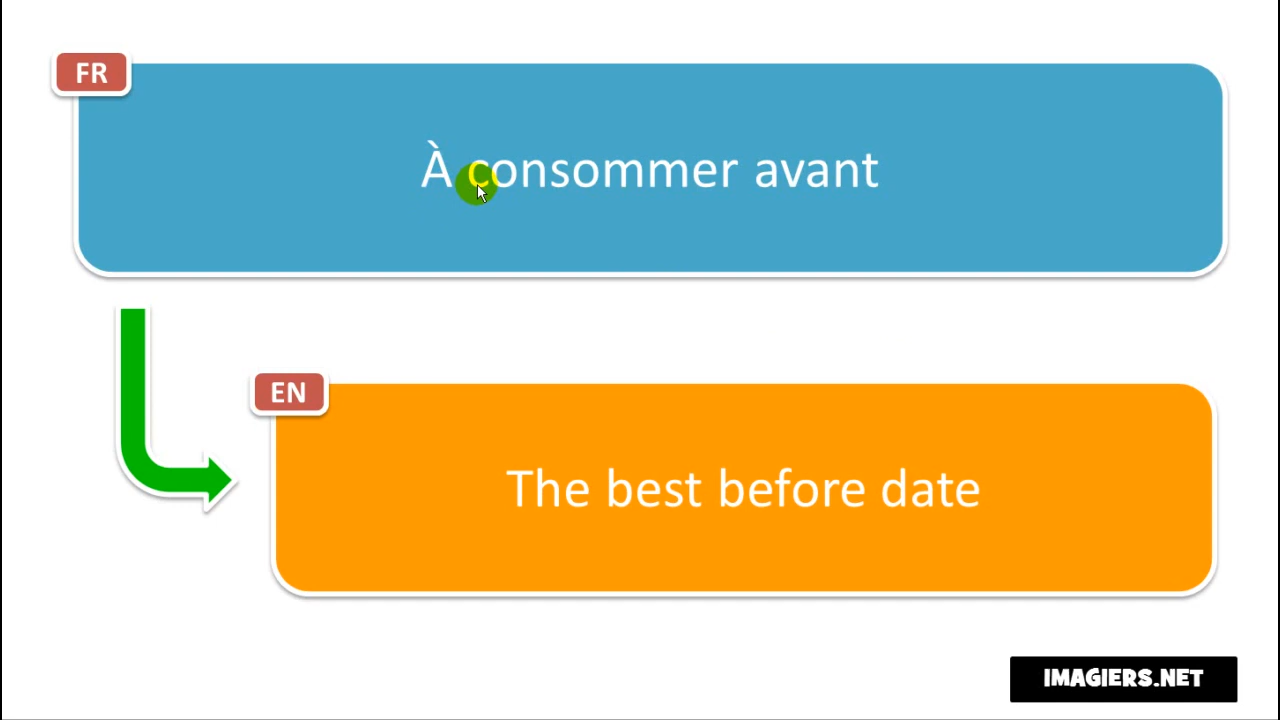 FR
À consommer avant
EN
The best before date
IMAGIERS.NET